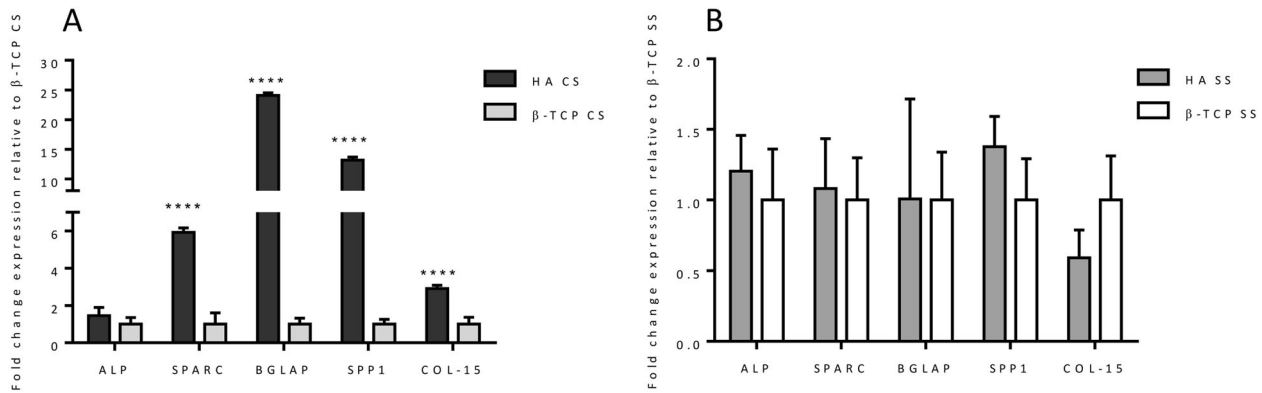 A
Fold change expression relative to β-TCP CS
30
25
20
15
10
6
4
2
0
****
****
****
****
ALP
SPARC
BGLAP
SPP1
COL-15
HA CS
β-TCP CS
B
Fold change expression relative to β-TCP SS
2.0
1.5
1.0
0.5
0.0
ALP
SPARC
BGLAP
SPP1
COL-15
HA SS
β-TCP SS